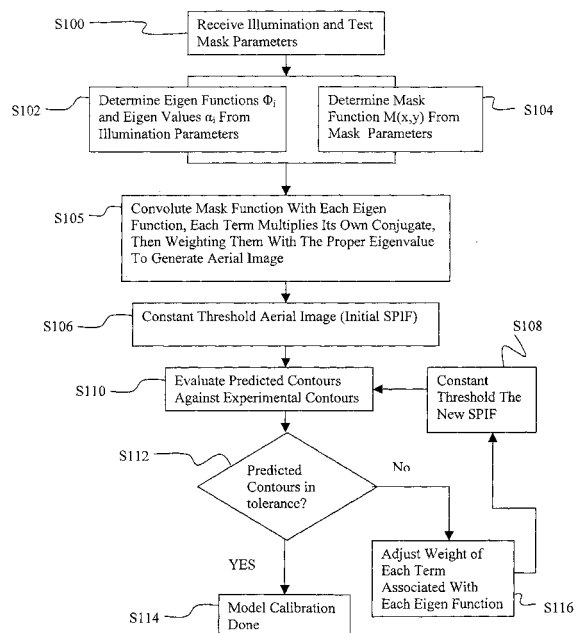 S100
Receive Illumination and Test
Mask Parameters
S102
Determine Eigen Functions Φi
and Eigen Values αi From
Illumination Parameters
Determine Mask
Function M(x,y) From
Mask Parameters
S104
S105
Convolute Mask Function With Each Eigen
Function, Each Term Multiplies Its Own Conjugate,
Then Weighting Them With The Proper Eigenvalue
To Generate Aerial Image
S106
Constant Threshold Aerial Image (Initial SPIF)
S108
Constant
Threshold The
New SPIF
S110
Evaluate Predicted Contours
Against Experimental Contours
S112
Predicted
Contours in
tolerance?
No
YES
Adjust Weight of
Each Term
Associated With
Each Eigen Function
S116
S114
Model Calibration
Done